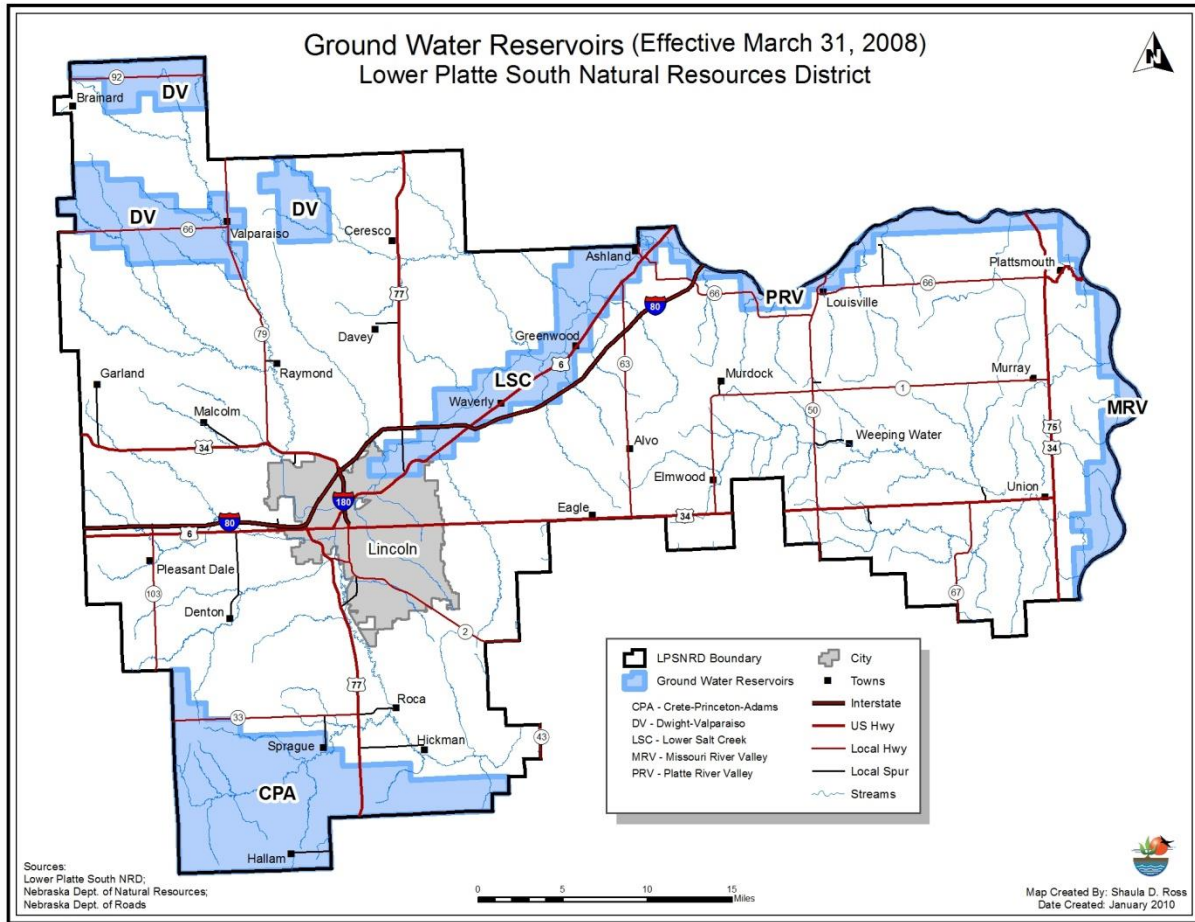 Ground Water Reservoirs (Effective March 31, 2008)
Lower Platte South Natural Resources District
N
92
DV
Brainard
DV
DV
66
Valparaiso
Ceresco
Ashland
Plattsmouth
77
80
66
PRV
Louisville
66
Davey
Greenwood
79
6
63
Garland
Raymond
LSC
Murdock
Murray
Waverly
1
Malcolm
50
MRV
34
Alvo
Weeping Water
75
34
Elmwood
Union
180
80
Eagle
34
6
Lincoln
Pleasant Dale
103
67
Denton
2
77
Roca
33
Sprague
Hickman
43
CPA
Hallam
LPSNRD Boundary
Ground Water Reservoirs
CPA - Crete-Princeton-Adams
DV - Dwight-Valparaiso
LSC - Lower Salt Creek
MRV - Missouri River Valley
PRV - Platte River Valley
City
Towns
Interstate
US Hwy
Local Hwy
Local Spur
Streams
Sources:
Lower Platte South NRD;
Nebraska Dept. of Natural Resources;
Nebraska Dept. of Roads
0 5 10 15
Miles
Map Created By: Shaula D. Ross
Date Created: January 2010